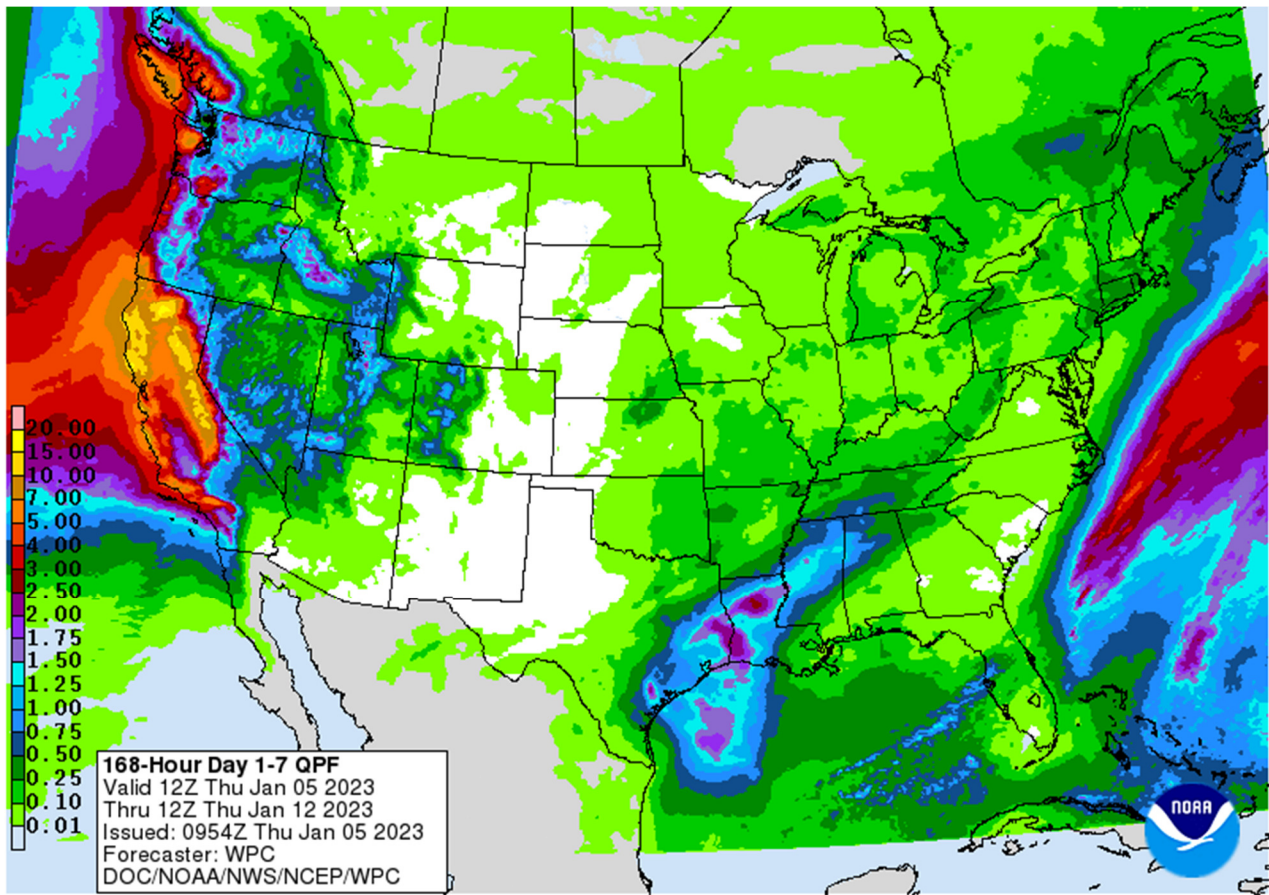 20.00
15.00
10.00
7.00
5.00
4.00
3.00
2.50
2.00
1.75
1.50
1.25
1.00
0.75
0.50
0.25
0.10
0.01
168-Hour Day 1-7 QPF
Valid 12Z Thu Jan 05 2023
Thru 12Z Thu Jan 12 2023
Issued: 0954Z Thu Jan 05 2023
Forecaster: WPC
DOC/NOAA/NWS/NCEP/WPC
NOAA